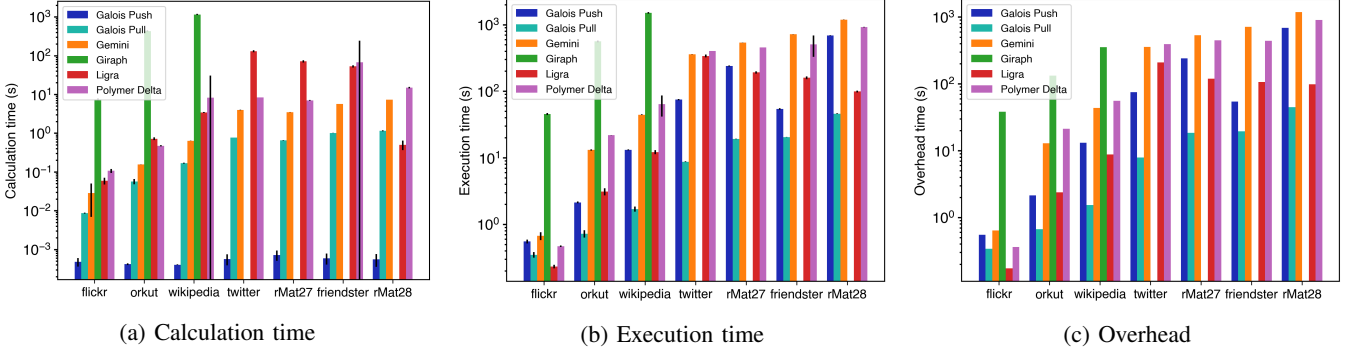 Calculation time (s)
10³
10²
10¹
10⁰
10⁻¹
10⁻²
10⁻³
Galois Push
Galois Pull
Gemini
Giraph
Ligra
Polymer Delta
flickr orkut wikipedia twitter rMat27 friendster rMat28
(a) Calculation time
Execution time (s)
10³
10²
10¹
10⁰
Galois Push
Galois Pull
Gemini
Giraph
Ligra
Polymer Delta
flickr orkut wikipedia twitter rMat27 friendster rMat28
(b) Execution time
Overhead time (s)
10³
10²
10¹
10⁰
Galois Push
Galois Pull
Gemini
Giraph
Ligra
Polymer Delta
flickr orkut wikipedia twitter rMat27 friendster rMat28
(c) Overhead